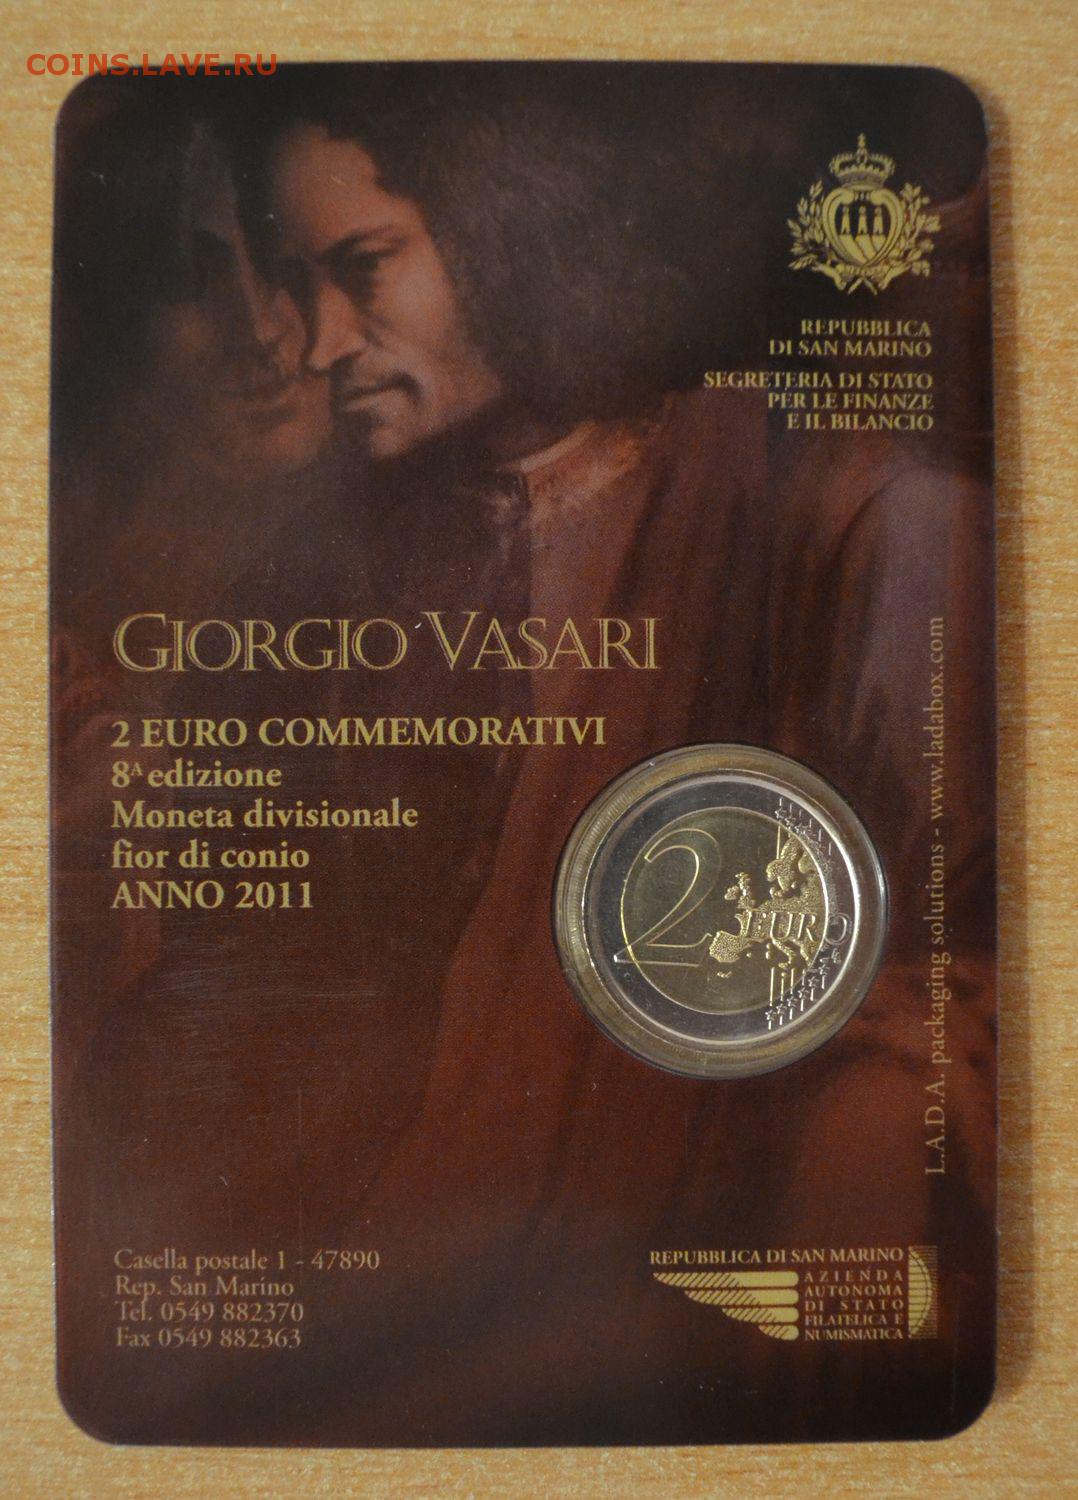 COINS.LAVE.RU
REPUBBLICA
DI SAN MARINO
SEGRETERIA DI STATO
PER LE FINANZE
E IL BILANCIO
GIORGIO VASARI
2 EURO COMMEMORATIVI
8ᴬ edizione
Moneta divisionale
fior di conio
ANNO 2011
2 EURO
L.A.D.A. packaging solutions - www.ladabox.com
Casella postale 1 - 47890
Rep. San Marino
Tel. 0549 882370
Fax 0549 882363
REPUBBLICA DI SAN MARINO
AZIENDA
AUTONOMA
DI STATO
FILATELICA E
NUMISMATICA